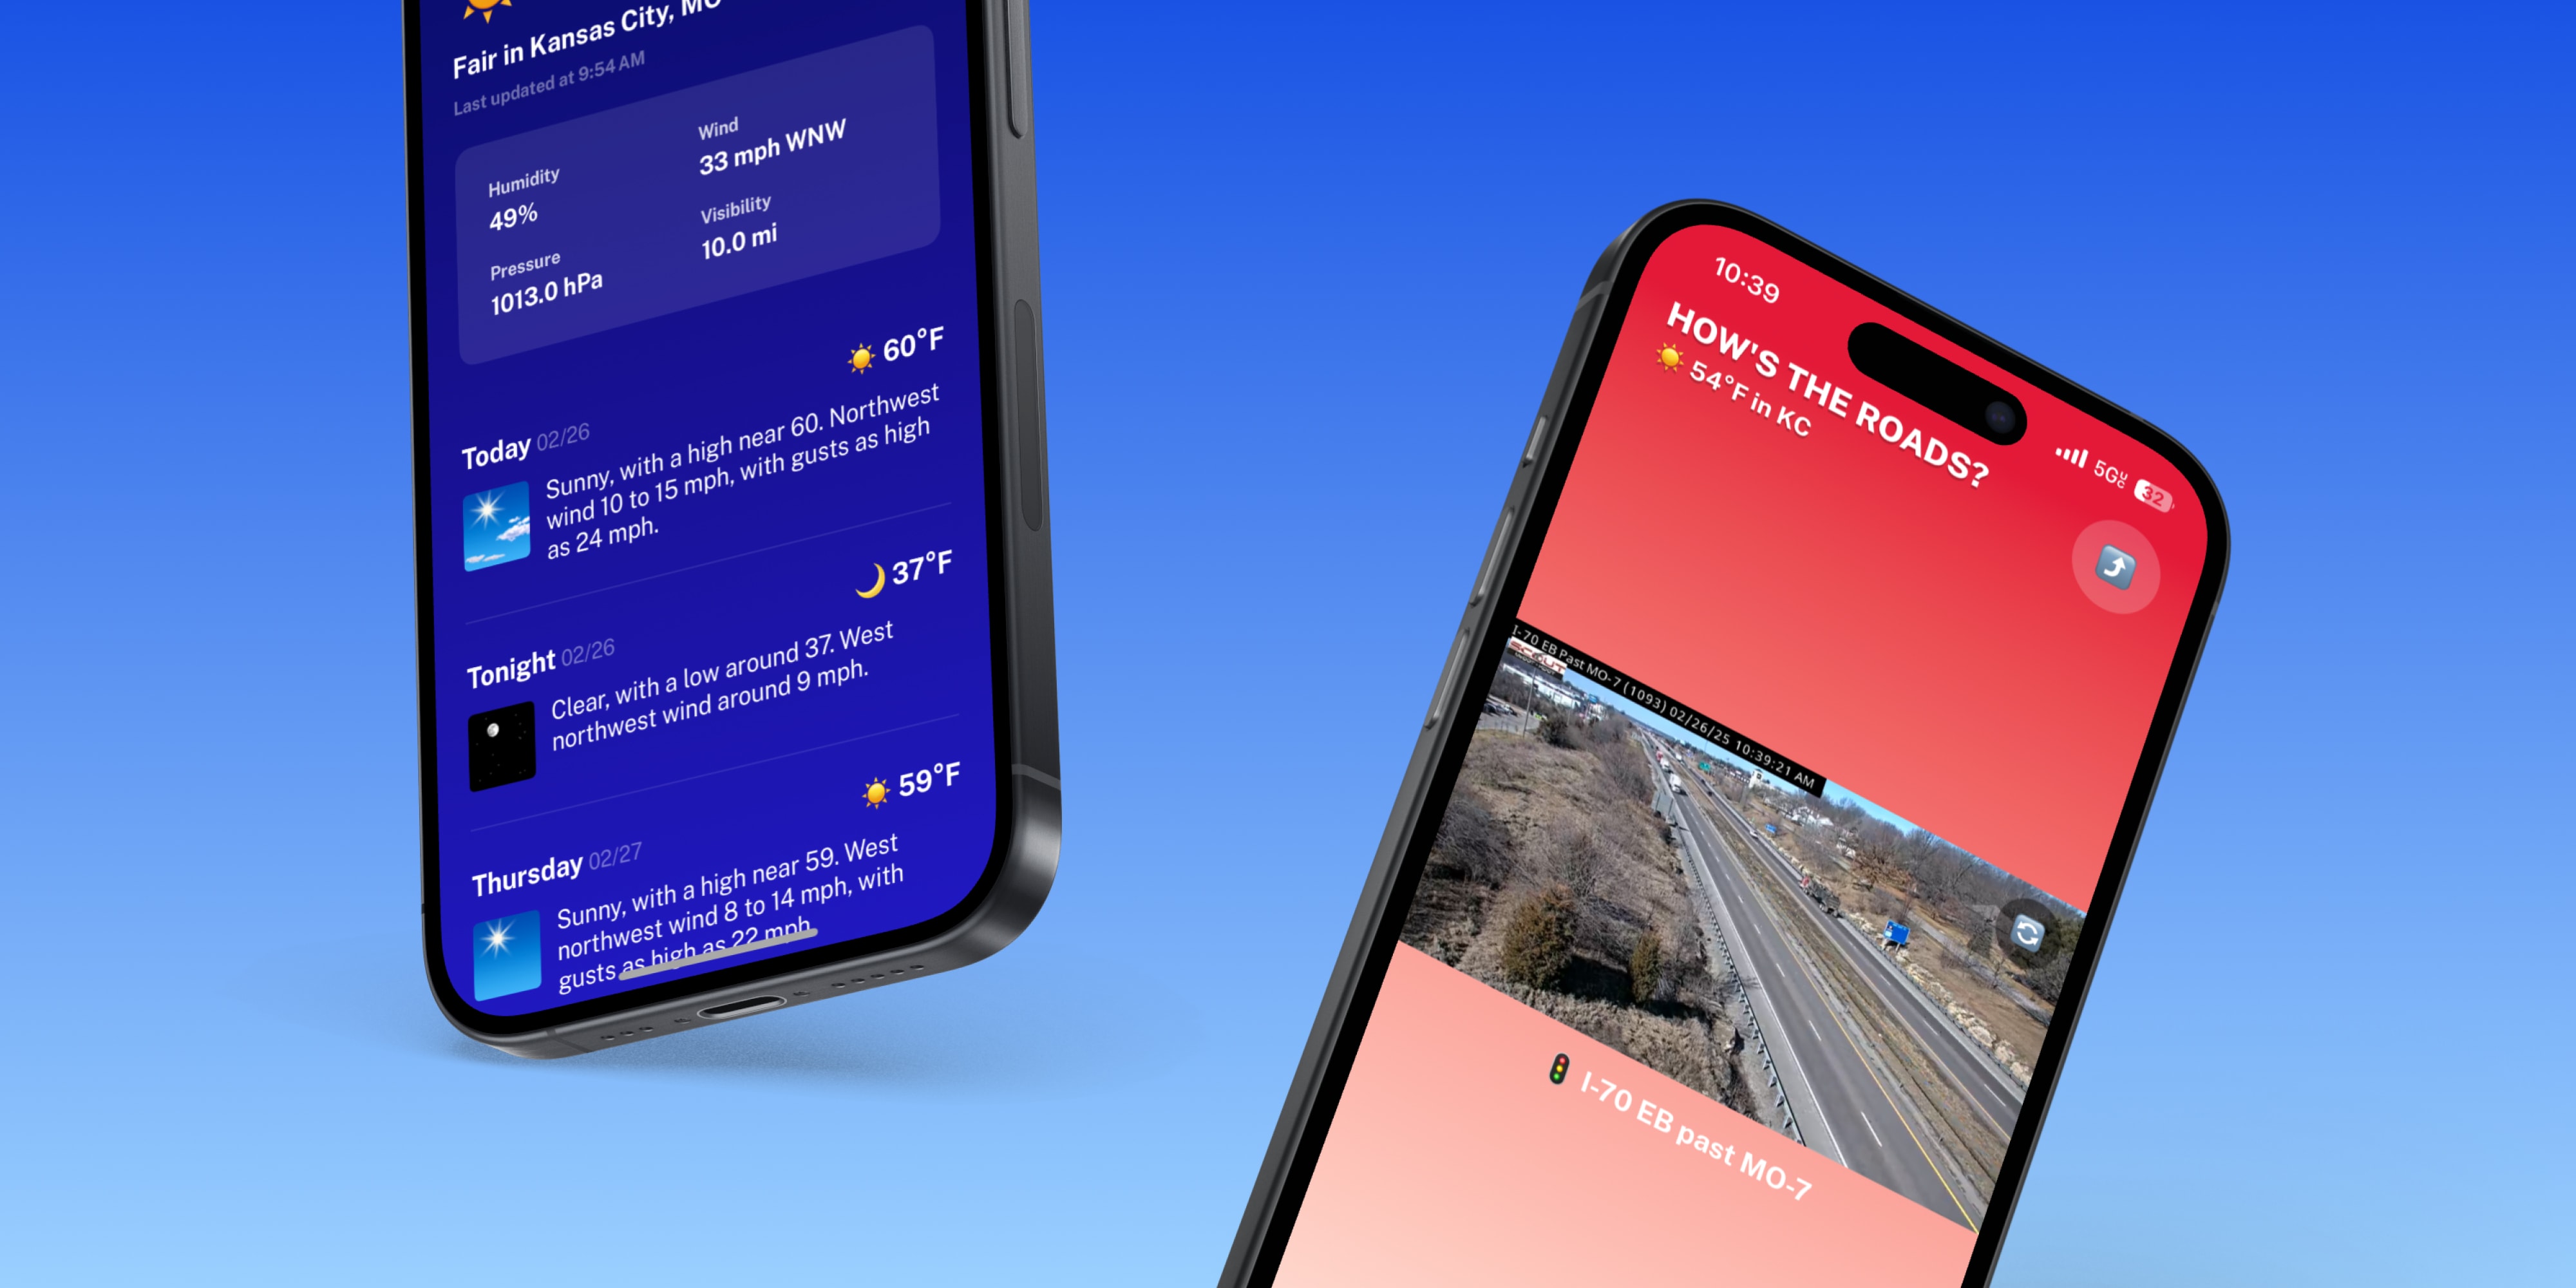 Fair in Kansas City, MO
Last updated at 9:54 AM
Humidity
49%
Wind
33 mph WNW
Pressure
1013.0 hPa
Visibility
10.0 mi
60°F
Today 02/26
Sunny, with a high near 60. Northwest
wind 10 to 15 mph, with gusts as high
as 24 mph.
37°F
Tonight 02/26
Clear, with a low around 37. West
northwest wind around 9 mph.
59°F
Thursday 02/27
Sunny, with a high near 59. West
northwest wind 8 to 14 mph, with
gusts as high as 22 mph.
10:39
5G
32
HOW'S THE ROADS?
54°F in KC
I-70 EB Past MO-7 (1093) 02/26/25 10:39:21 AM
SCOUT
I-70 EB past MO-7